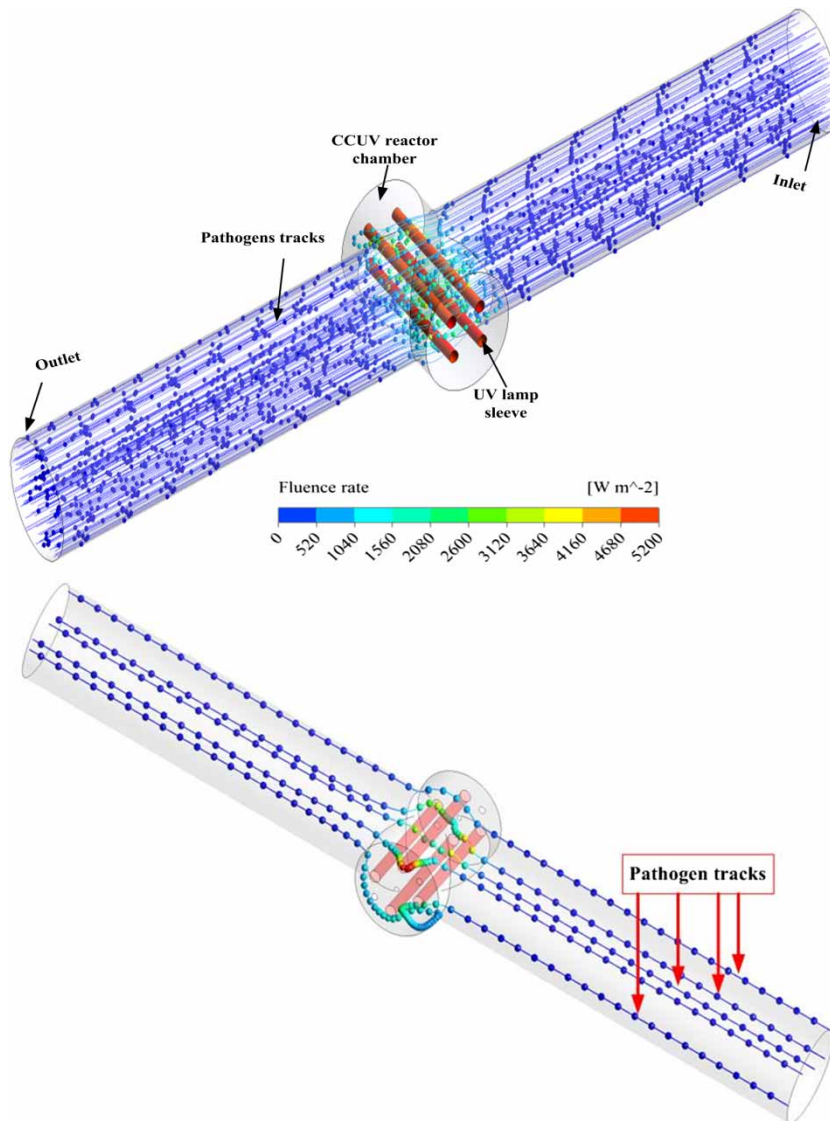 CCUV reactor
chamber
Inlet
Pathogens tracks
Outlet
UV lamp
sleeve
Fluence rate [W m^-2]
0 520 1040 1560 2080 2600 3120 3640 4160 4680 5200
Pathogen tracks